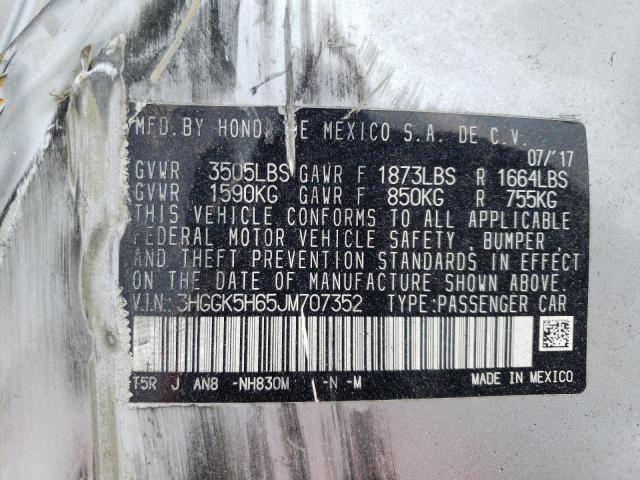 MFD. BY HONDA DE MEXICO S.A. DE C.V.
07/'17
GVWR 3505LBS GAWR F 1873LBS R 1664LBS
GVWR 1590KG GAWR F 850KG R 755KG
THIS VEHICLE CONFORMS TO ALL APPLICABLE
FEDERAL MOTOR VEHICLE SAFETY, BUMPER,
AND THEFT PREVENTION STANDARDS IN EFFECT
ON THE DATE OF MANUFACTURE SHOWN ABOVE.
V.I.N.: 3HGGK5H65JM707352 TYPE: PASSENGER CAR
T5R J AN8 -NH830M -N -M
MADE IN MEXICO